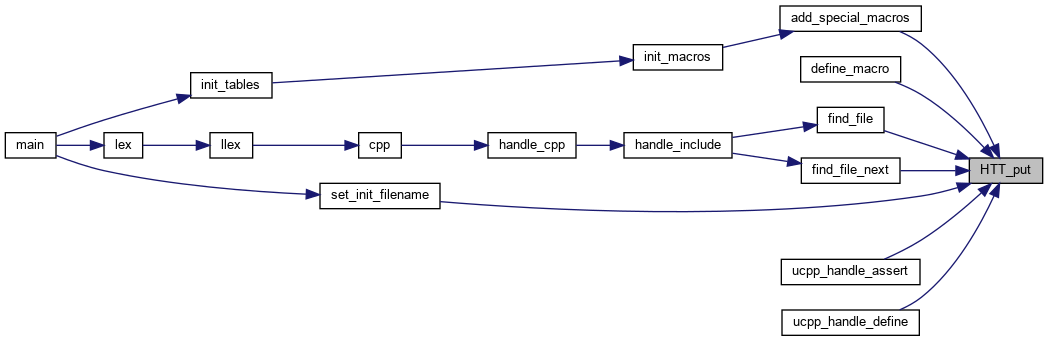 add_special_macros
init_macros
define_macro
init_tables
find_file
main
lex
llex
cpp
handle_cpp
handle_include
HTT_put
find_file_next
set_init_filename
ucpp_handle_assert
ucpp_handle_define